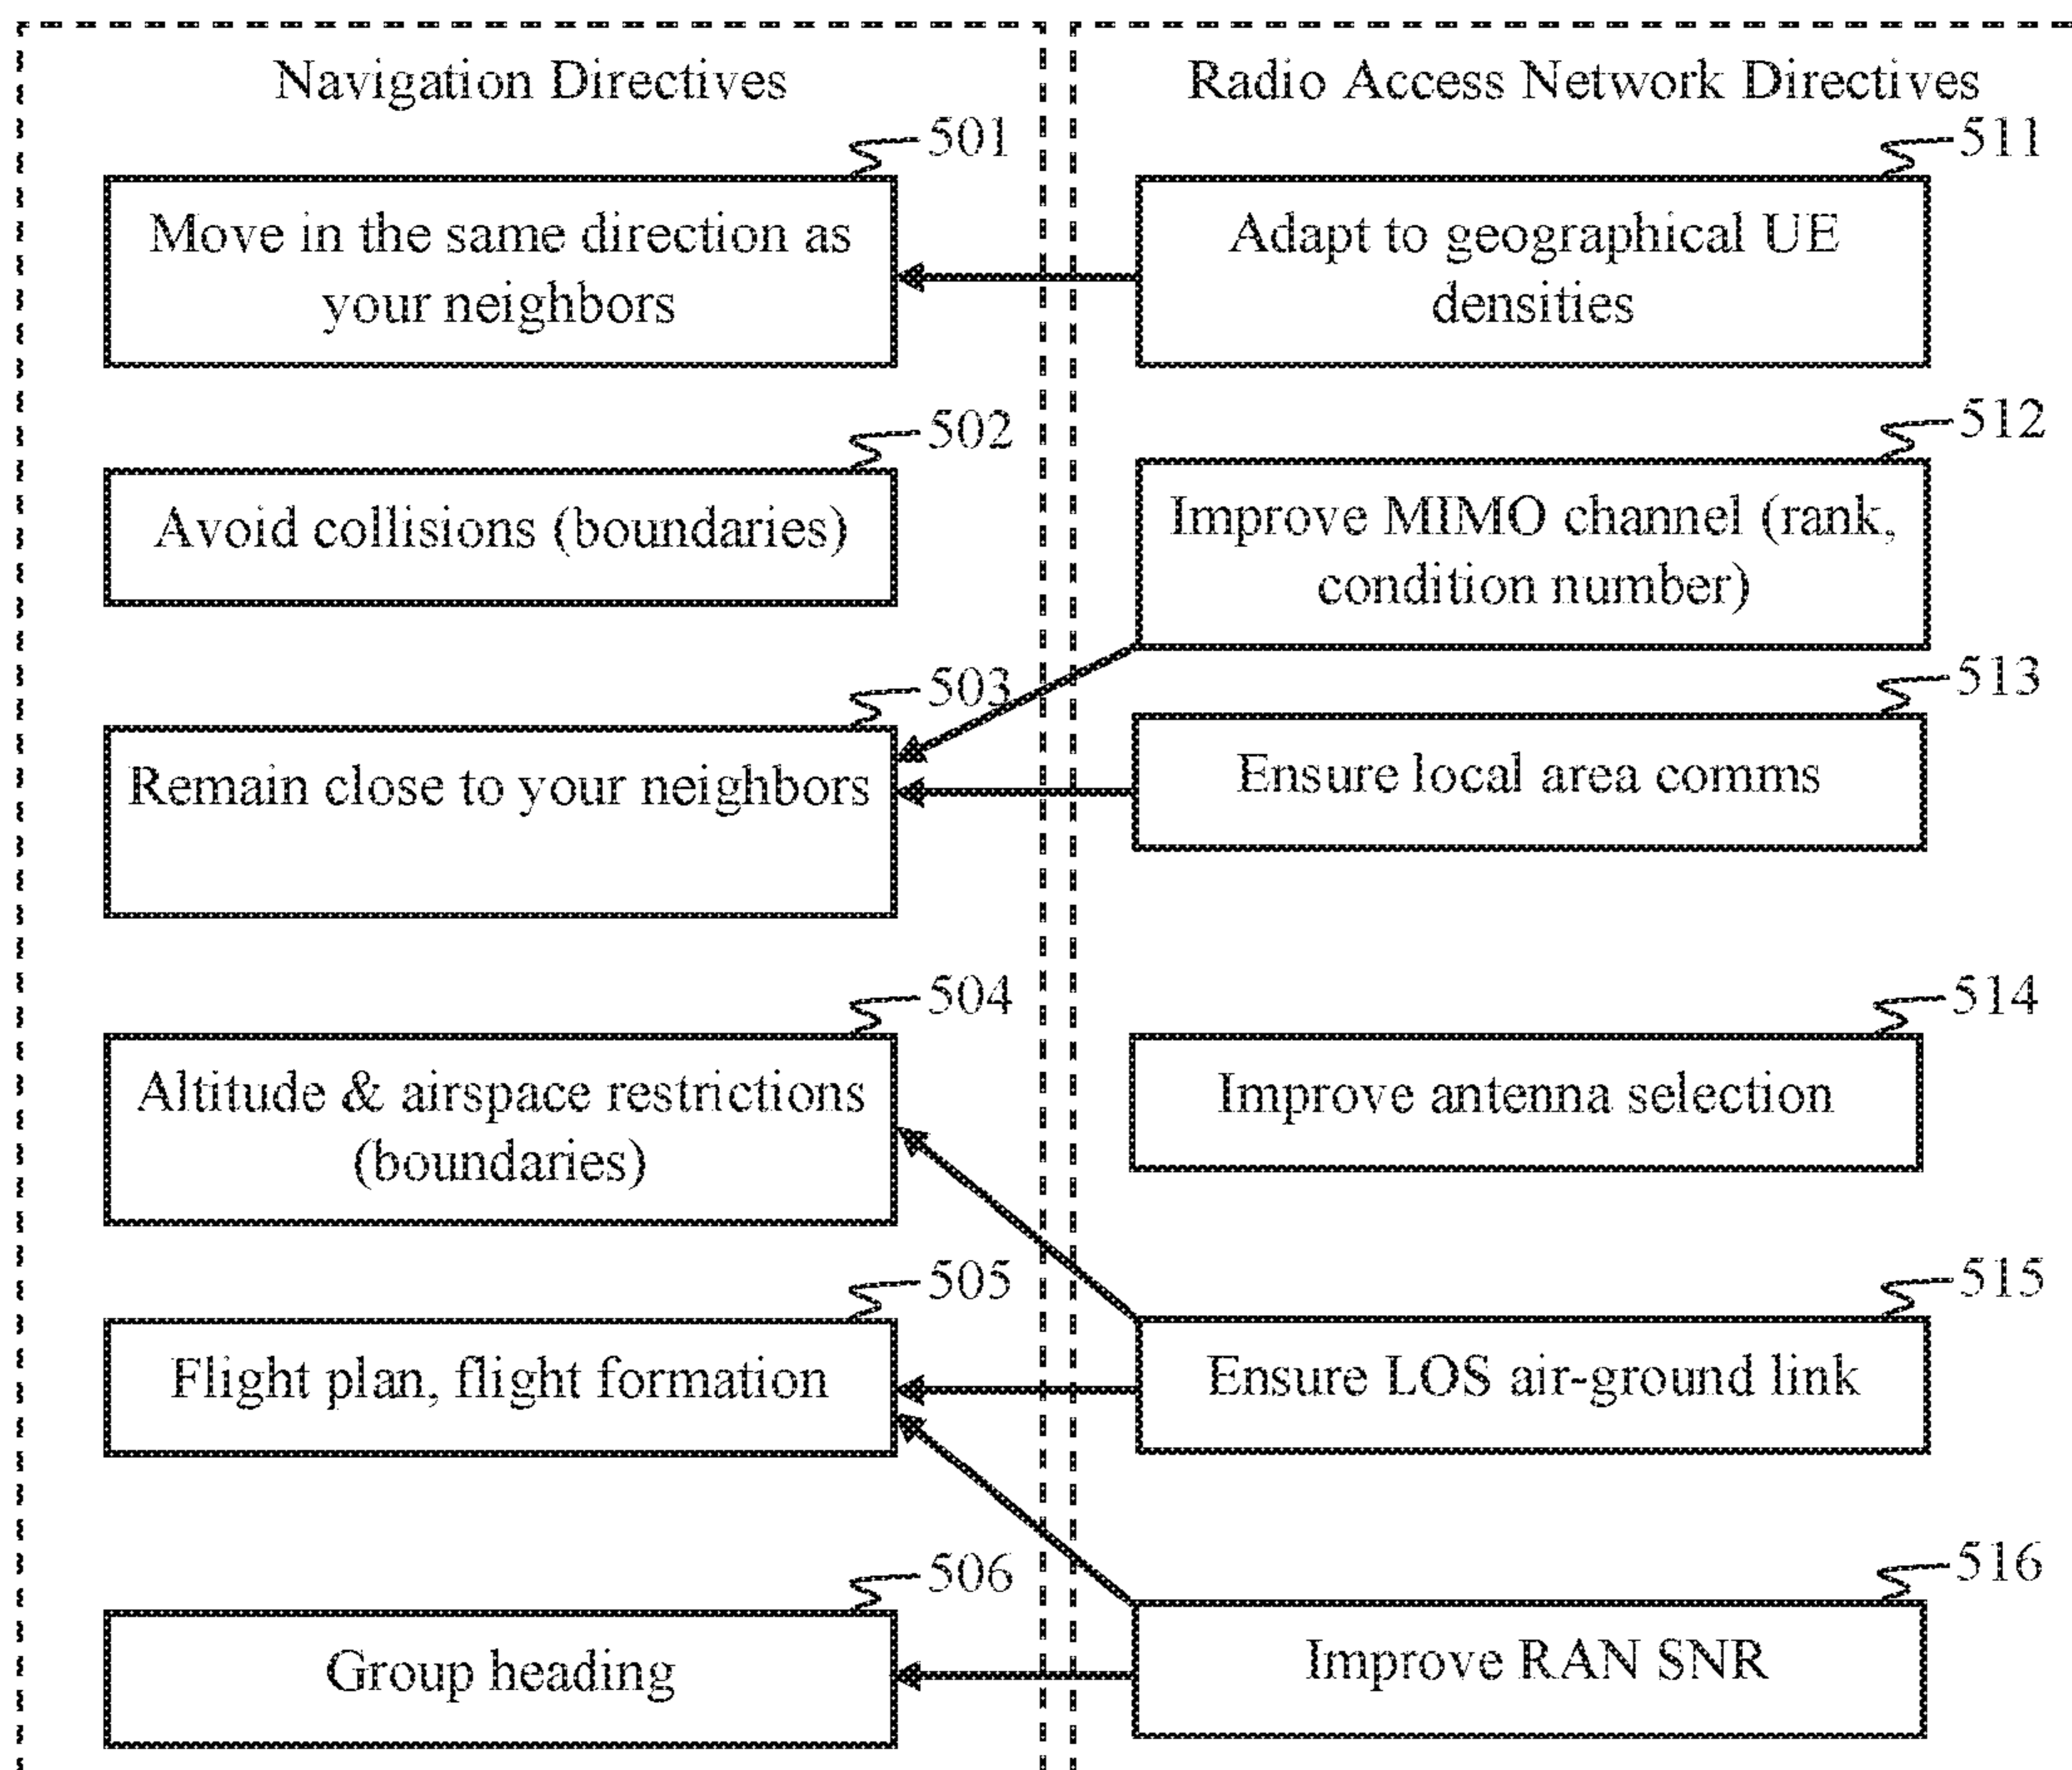 Navigation Directives
501
Move in the same direction as
your neighbors
502
Avoid collisions (boundaries)
503
Remain close to your neighbors
504
Altitude & airspace restrictions
(boundaries)
505
Flight plan, flight formation
506
Group heading
Radio Access Network Directives
511
Adapt to geographical UE
densities
512
Improve MIMO channel (rank,
condition number)
513
Ensure local area comms
514
Improve antenna selection
515
Ensure LOS air-ground link
516
Improve RAN SNR